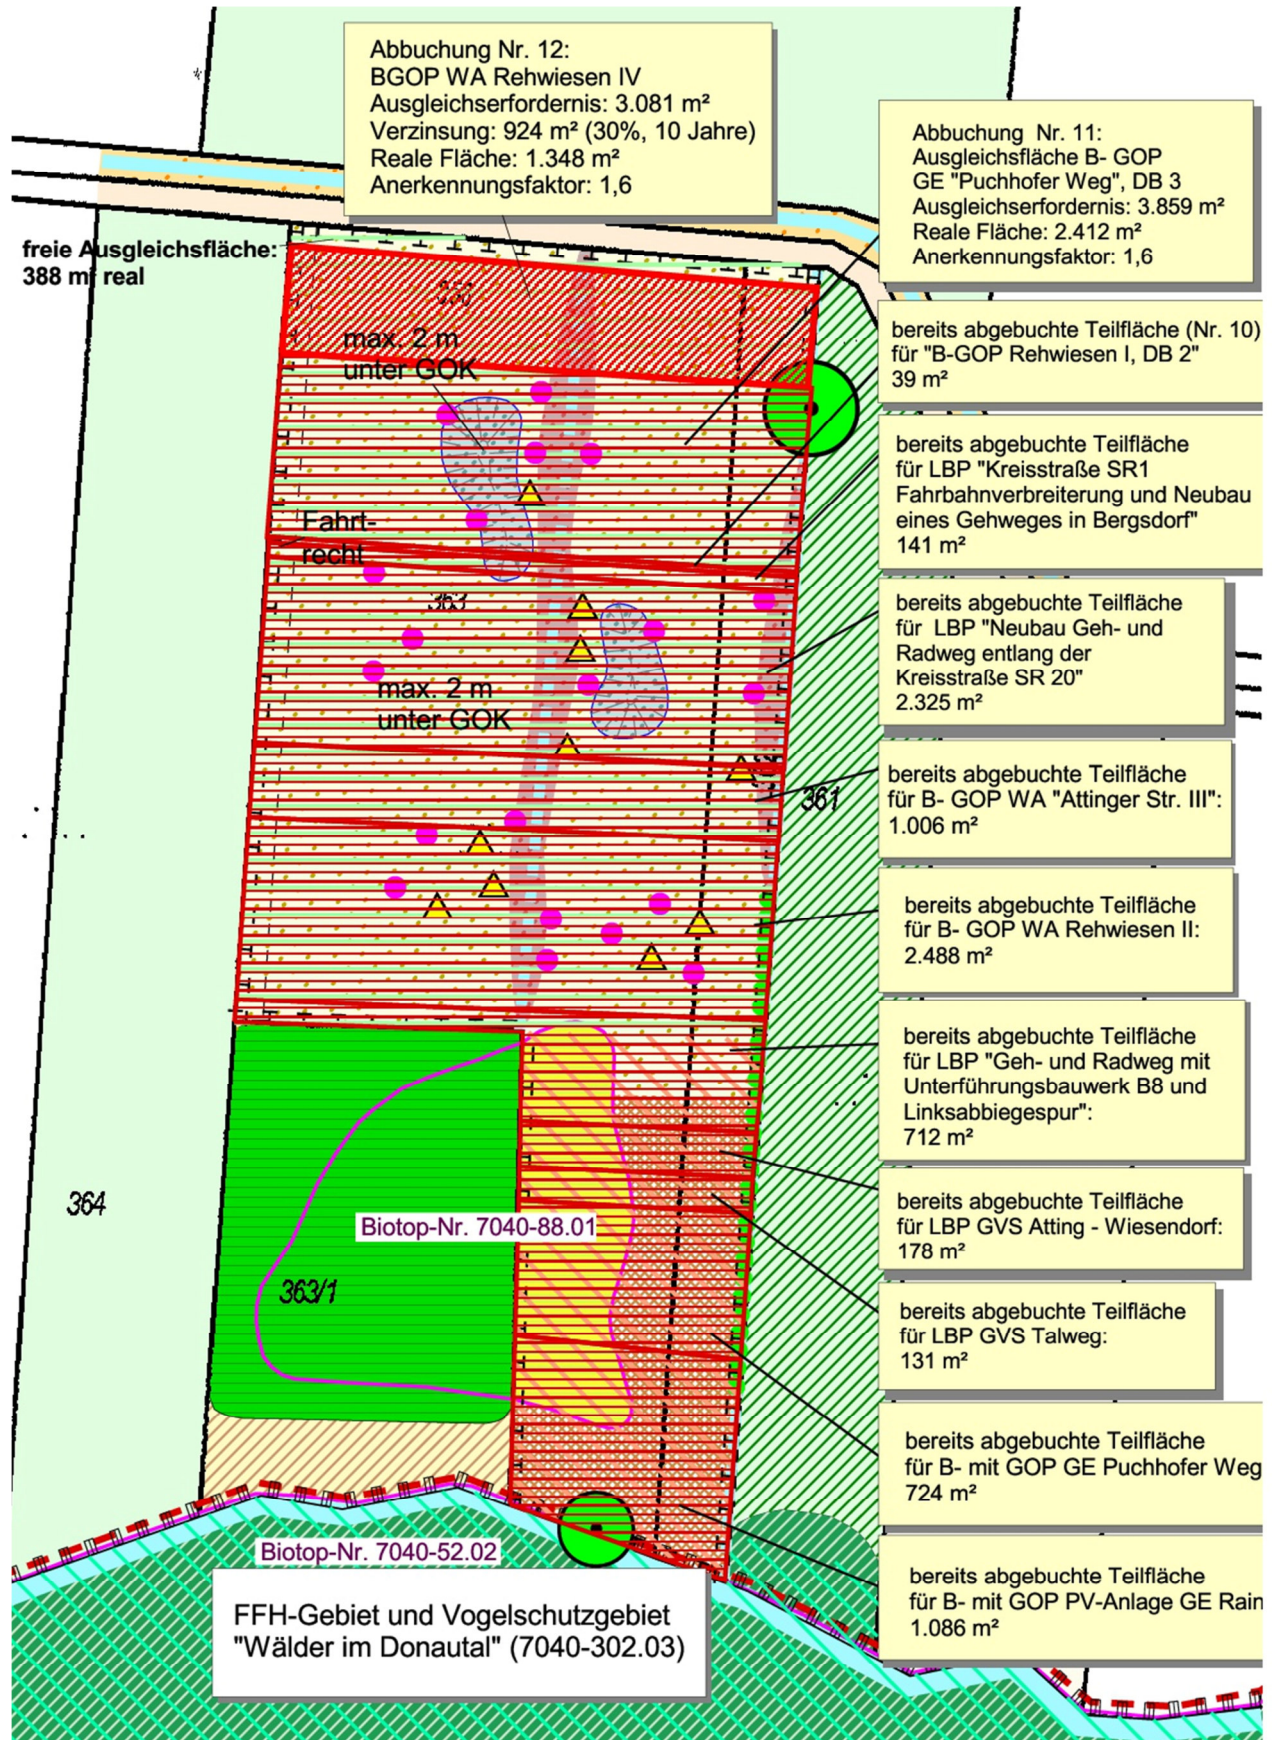 Abbuchung Nr. 12:
BGOP WA Rehwiesen IV
Ausgleichserfordernis: 3.081 m²
Verzinsung: 924 m² (30%, 10 Jahre)
Reale Fläche: 1.348 m²
Anerkennungsfaktor: 1,6
Abbuchung Nr. 11:
Ausgleichsfläche B- GOP
GE "Puchhofer Weg", DB 3
Ausgleichserfordernis: 3.859 m²
Reale Fläche: 2.412 m²
Anerkennungsfaktor: 1,6
freie Ausgleichsfläche:
388 m² real
max. 2 m
unter GOK
bereits abgebuchte Teilfläche (Nr. 10)
für "B-GOP Rehwiesen I, DB 2"
39 m²
bereits abgebuchte Teilfläche
für LBP "Kreisstraße SR1
Fahrbahnverbreiterung und Neubau
eines Gehweges in Bergsdorf"
141 m²
Fahrt-
recht
363
bereits abgebuchte Teilfläche
für LBP "Neubau Geh- und
Radweg entlang der
Kreisstraße SR 20"
2.325 m²
max. 2 m
unter GOK
361
bereits abgebuchte Teilfläche
für B- GOP WA "Attinger Str. III":
1.006 m²
bereits abgebuchte Teilfläche
für B- GOP WA Rehwiesen II:
2.488 m²
bereits abgebuchte Teilfläche
für LBP "Geh- und Radweg mit
Unterführungsbauwerk B8 und
Linksabbiegespur":
712 m²
364
Biotop-Nr. 7040-88.01
bereits abgebuchte Teilfläche
für LBP GVS Atting - Wiesendorf:
178 m²
363/1
bereits abgebuchte Teilfläche
für LBP GVS Talweg:
131 m²
bereits abgebuchte Teilfläche
für B- mit GOP GE Puchhofer Weg
724 m²
Biotop-Nr. 7040-52.02
bereits abgebuchte Teilfläche
für B- mit GOP PV-Anlage GE Rain
1.086 m²
FFH-Gebiet und Vogelschutzgebiet
"Wälder im Donautal" (7040-302.03)